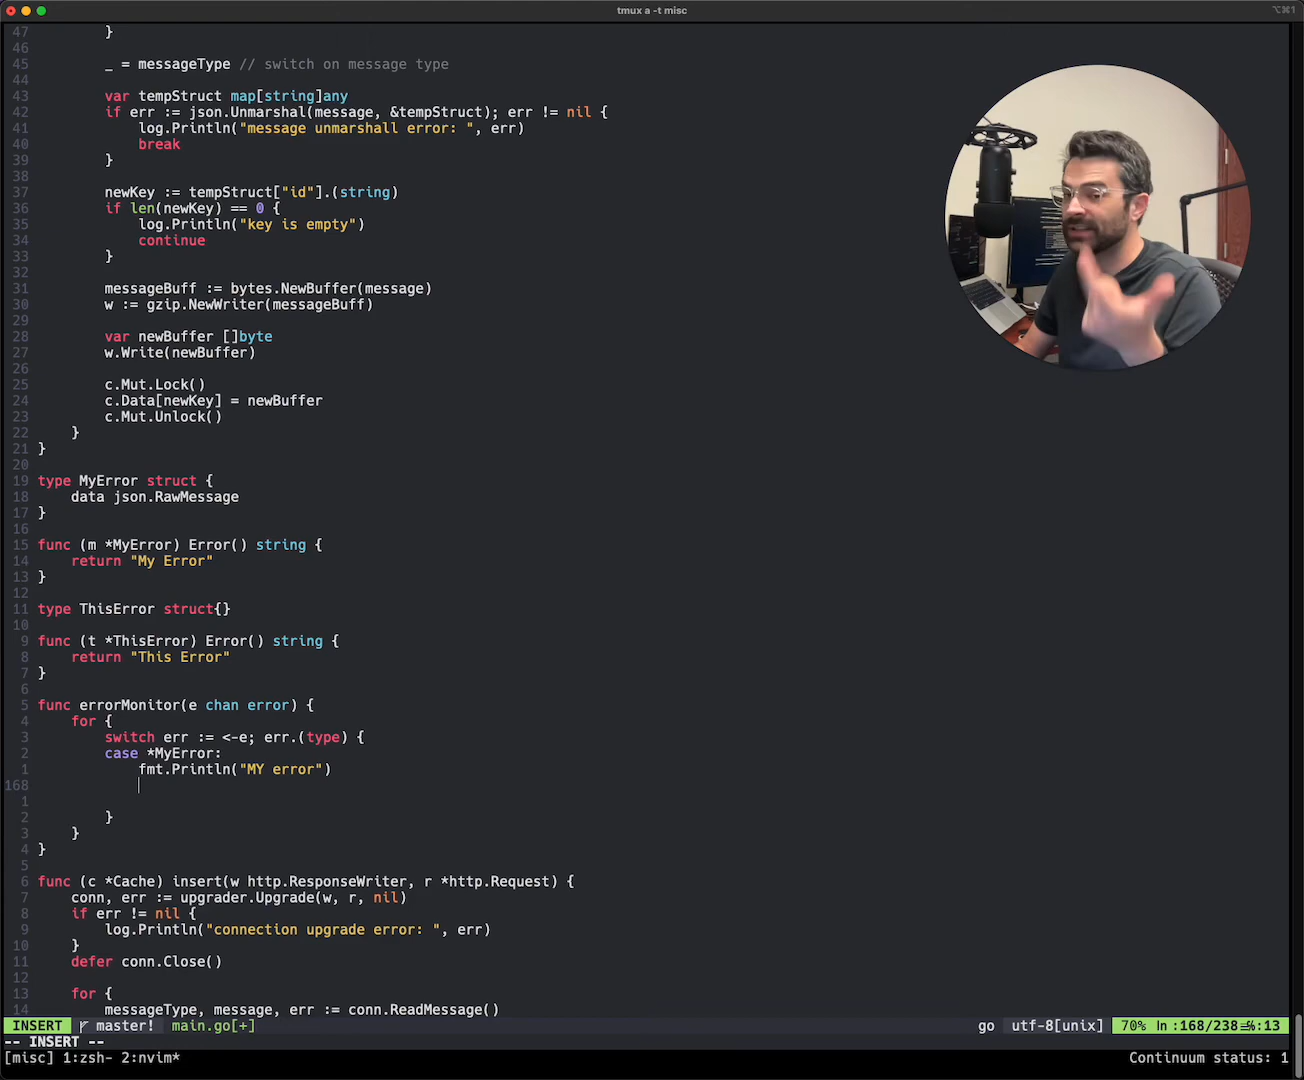 tmux a -t misc
⌥⌘1
47 }
46
45 _ = messageType // switch on message type
44
43 var tempStruct map[string]any
42 if err := json.Unmarshal(message, &tempStruct); err != nil {
41 log.Println("message unmarshall error: ", err)
40 break
39 }
38
37 newKey := tempStruct["id"].(string)
36 if len(newKey) == 0 {
35 log.Println("key is empty")
34 continue
33 }
32
31 messageBuff := bytes.NewBuffer(message)
30 w := gzip.NewWriter(messageBuff)
29
28 var newBuffer []byte
27 w.Write(newBuffer)
26
25 c.Mut.Lock()
24 c.Data[newKey] = newBuffer
23 c.Mut.Unlock()
22 }
21 }
20
19 type MyError struct {
18 data json.RawMessage
17 }
16
15 func (m *MyError) Error() string {
14 return "My Error"
13 }
12
11 type ThisError struct{}
10
9 func (t *ThisError) Error() string {
8 return "This Error"
7 }
6
5 func errorMonitor(e chan error) {
4 for {
3 switch err := <-e; err.(type) {
2 case *MyError:
1 fmt.Println("MY error")
168
1
2 }
3 }
4 }
5
6 func (c *Cache) insert(w http.ResponseWriter, r *http.Request) {
7 conn, err := upgrader.Upgrade(w, r, nil)
8 if err != nil {
9 log.Println("connection upgrade error: ", err)
10 }
11 defer conn.Close()
12
13 for {
14 messageType, message, err := conn.ReadMessage()
INSERT master! main.go[+] go utf-8[unix] 70% :168/238 :13
-- INSERT --
[misc] 1:zsh- 2:nvim* Continuum status: 1